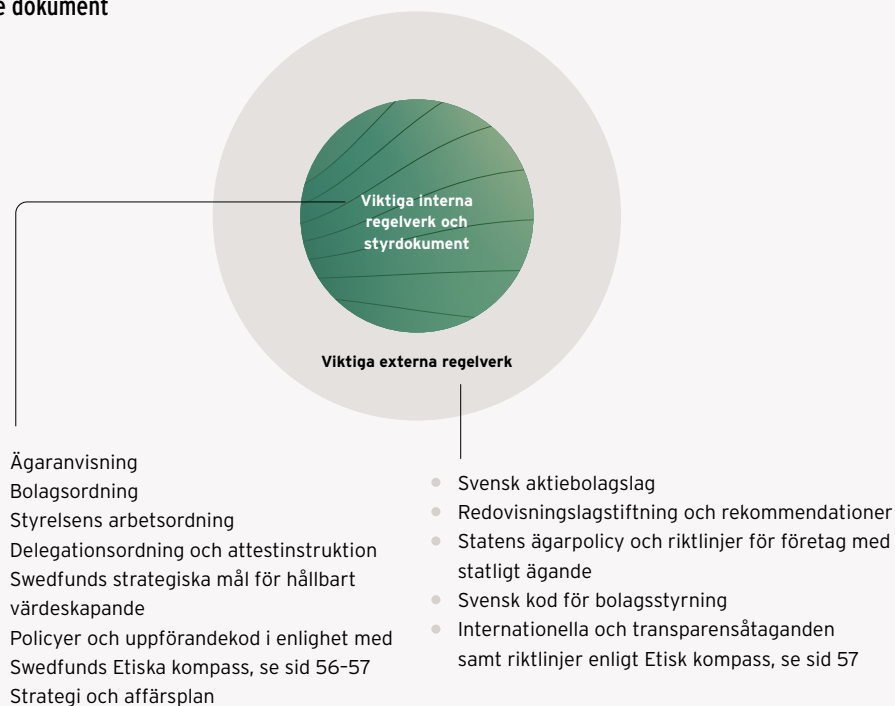 dokument
Viktiga interna
regelverk och
styrdokument
Viktiga externa regelverk
Ägaranvisning
Bolagsordning
Styrelsens arbetsordning
Delegationsordning och attestinstruktion
Swedfunds strategiska mål för hållbart
värdeskapande
Policyer och uppförandekod i enlighet med
Swedfunds Etiska kompass, se sid 56–57
Strategi och affärsplan
Svensk aktiebolagslag
Redovisningslagstiftning och rekommendationer
Statens ägarpolicy och riktlinjer för företag med
statligt ägande
Svensk kod för bolagsstyrning
Internationella och transparensåtaganden
samt riktlinjer enligt Etisk kompass, se sid 57